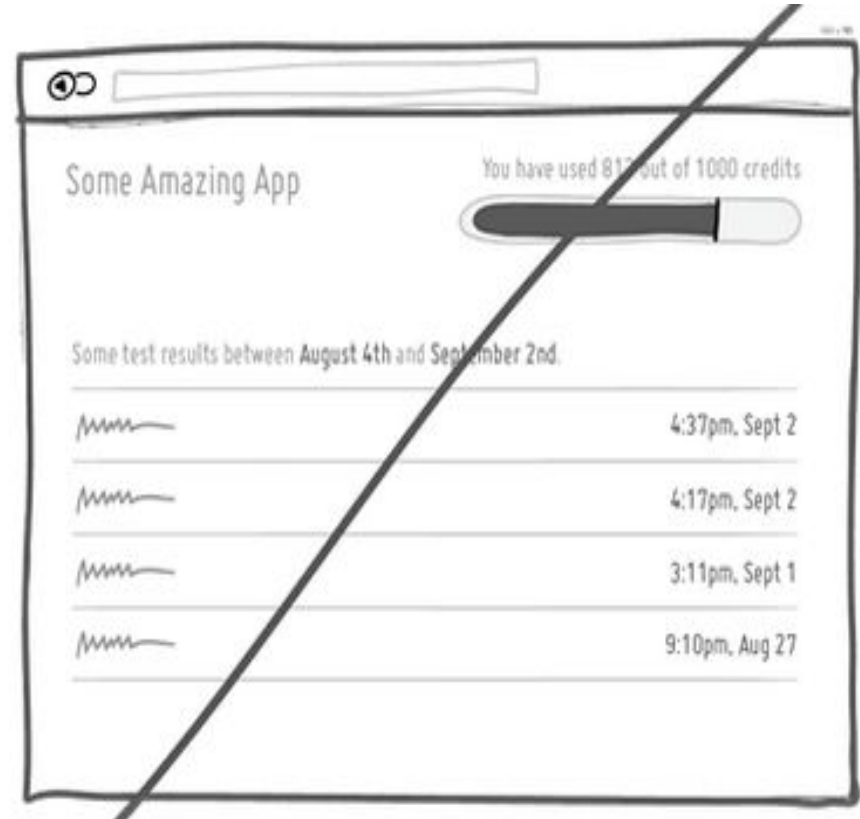 Some Amazing App
You have used 817 out of 1000 credits
Some test results between August 4th and September 2nd.
4:37pm, Sept 2
4:17pm, Sept 2
3:11pm, Sept 1
9:10pm, Aug 27